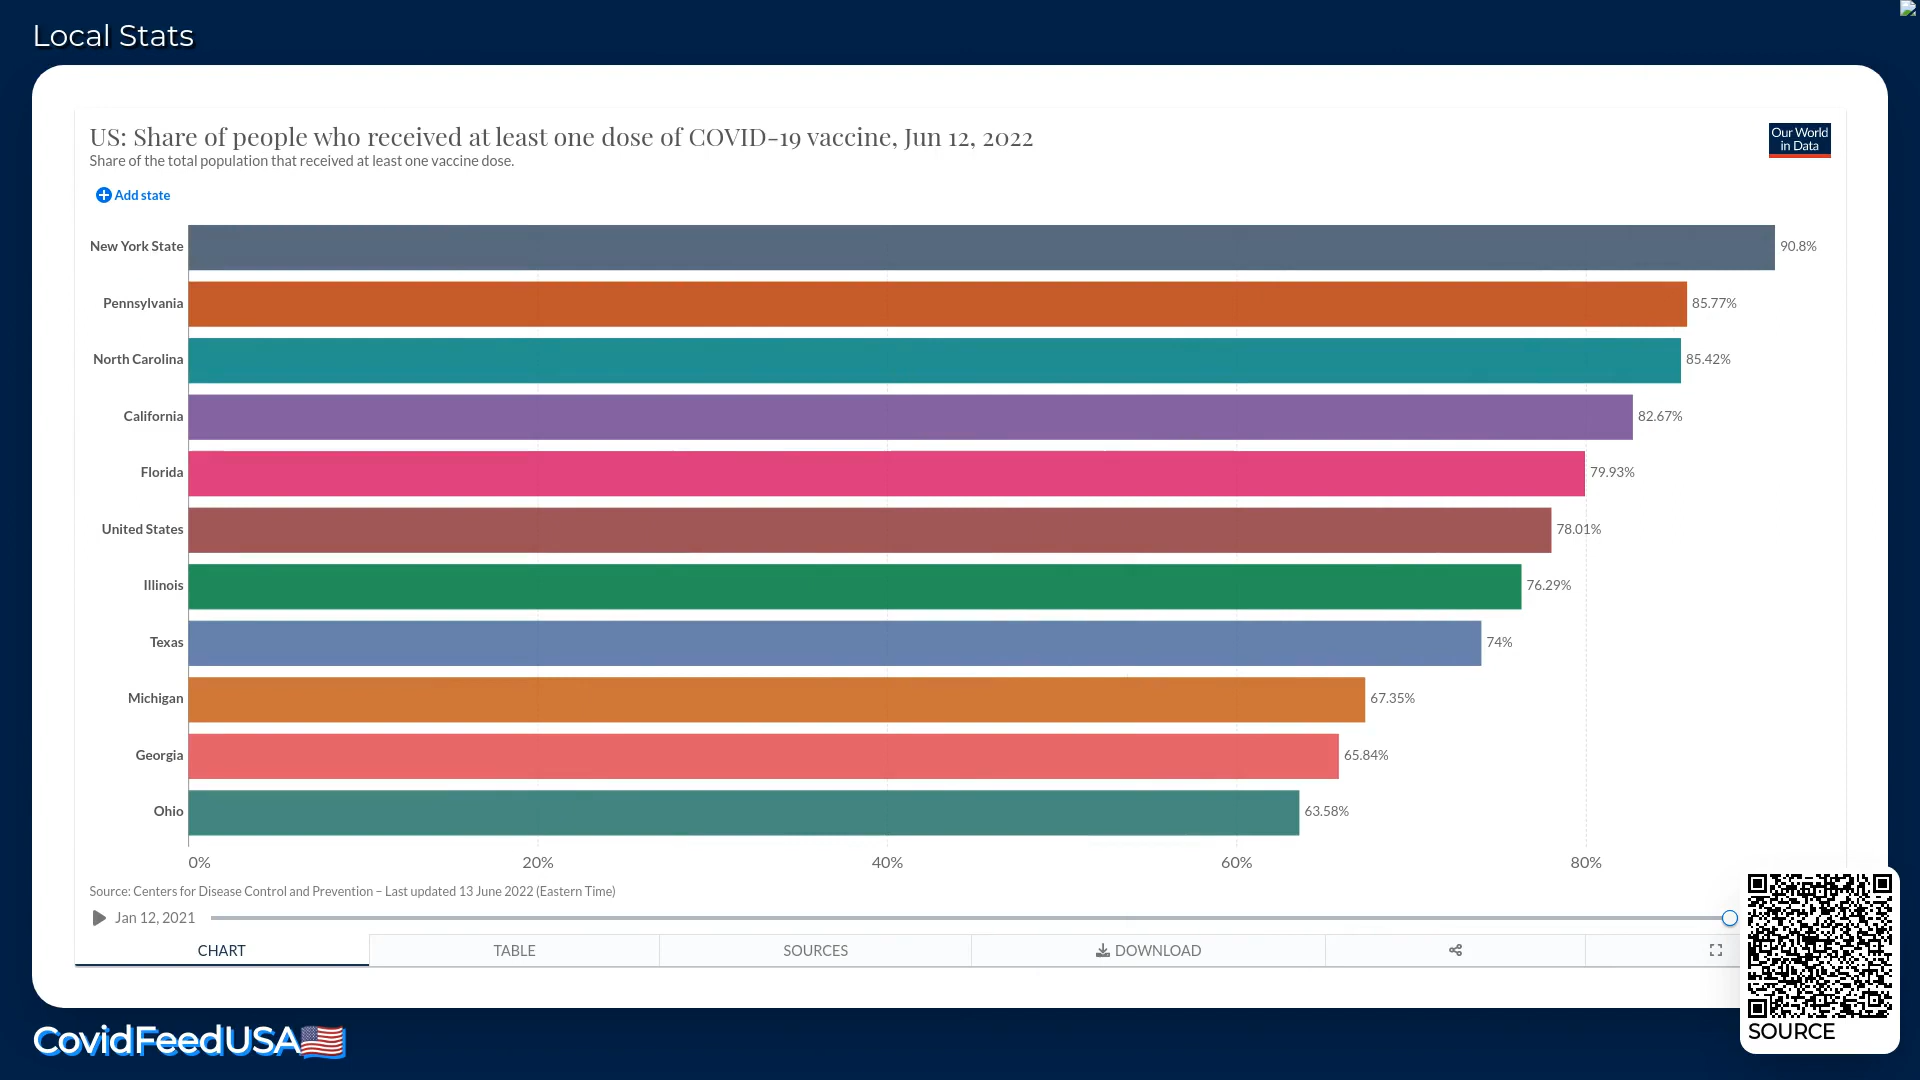 Local Stats
US: Share of people who received at least one dose of COVID-19 vaccine, Jun 12, 2022
Share of the total population that received at least one vaccine dose.
Our World
in Data
Add state
New York State 90.8%
Pennsylvania 85.77%
North Carolina 85.42%
California 82.67%
Florida 79.93%
United States 78.01%
Illinois 76.29%
Texas 74%
Michigan 67.35%
Georgia 65.84%
Ohio 63.58%
0% 20% 40% 60% 80%
Source: Centers for Disease Control and Prevention – Last updated 13 June 2022 (Eastern Time)
Jan 12, 2021
CHART TABLE SOURCES DOWNLOAD
SOURCE
CovidFeedUSA